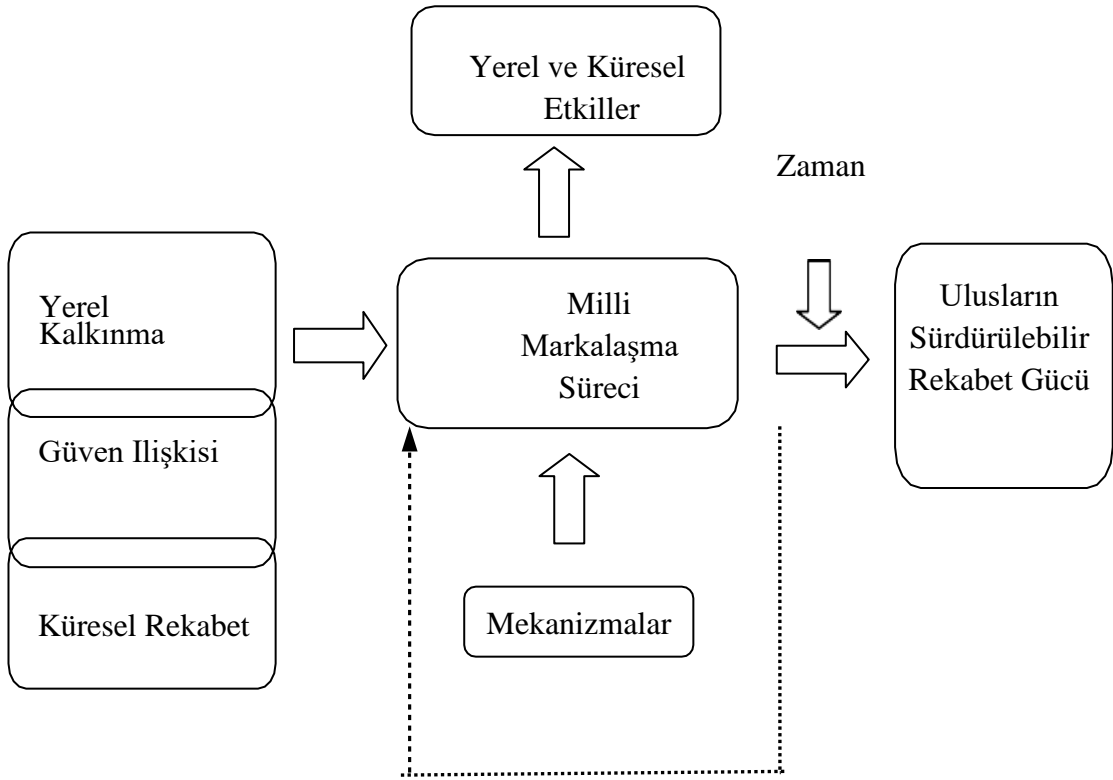 Yerel ve Küresel
Etkiller
Zaman
Yerel
Kalkınma
Milli
Markalaşma
Süreci
Ulusların
Sürdürülebilir
Rekabet Gücü
Güven Ilişkisi
Küresel Rekabet
Mekanizmalar